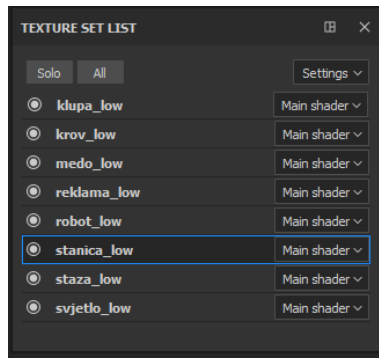 TEXTURE SET LIST
Solo All Settings
klupa_low Main shader
krov_low Main shader
medo_low Main shader
reklama_low Main shader
robot_low Main shader
stanica_low Main shader
staza_low Main shader
svjetlo_low Main shader